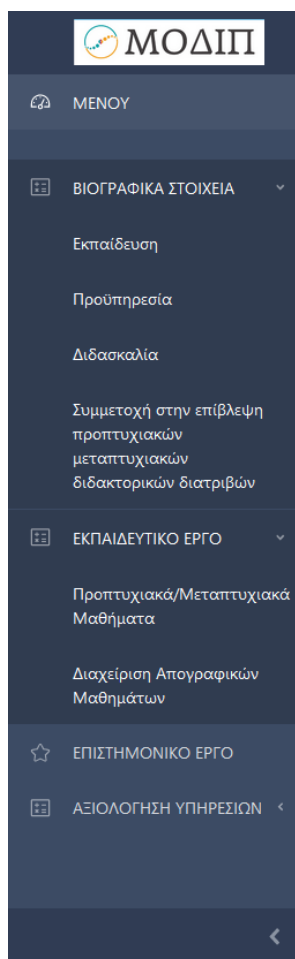 ΜΟΔΙΠ
ΜΕΝΟΥ
ΒΙΟΓΡΑΦΙΚΑ ΣΤΟΙΧΕΙΑ
Εκπαίδευση
Προϋπηρεσία
Διδασκαλία
Συμμετοχή στην επίβλεψη
προπτυχιακών
μεταπτυχιακών
διδακτορικών διατριβών
ΕΚΠΑΙΔΕΥΤΙΚΟ ΕΡΓΟ
Προπτυχιακά/Μεταπτυχιακά
Μαθήματα
Διαχείριση Απογραφικών
Μαθημάτων
ΕΠΙΣΤΗΜΟΝΙΚΟ ΕΡΓΟ
ΑΞΙΟΛΟΓΗΣΗ ΥΠΗΡΕΣΙΩΝ